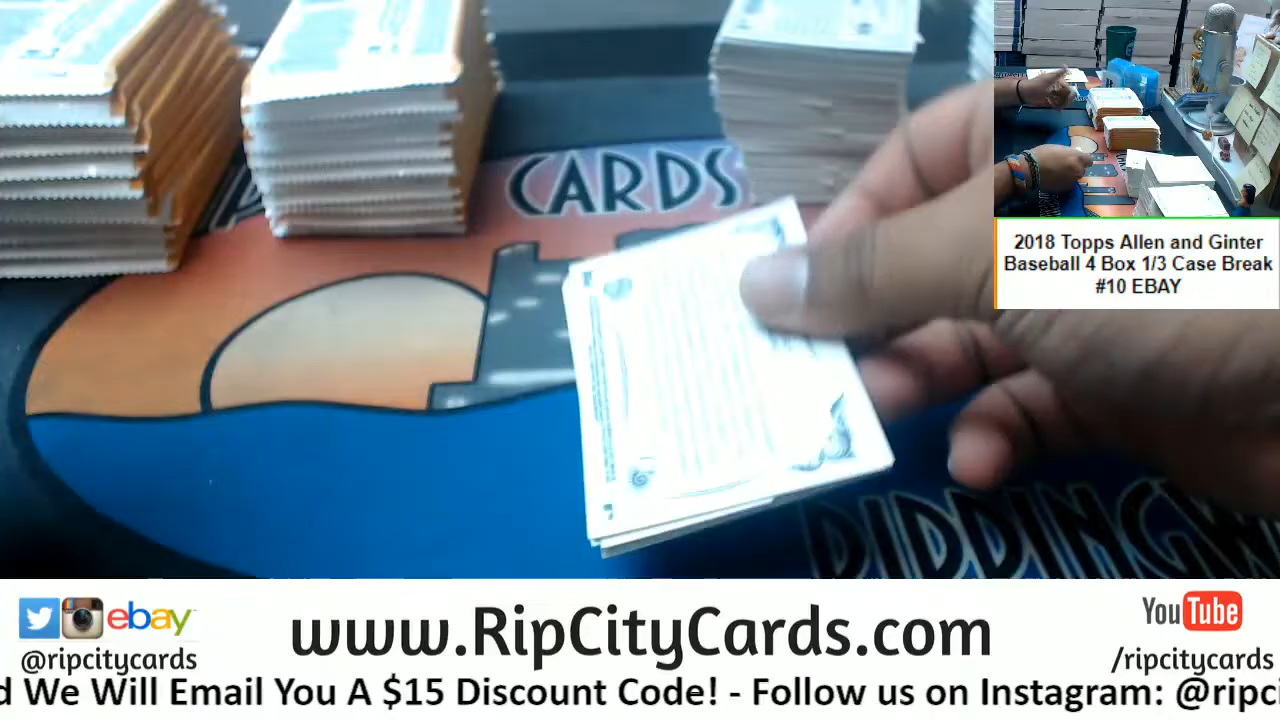 CARDS
2018 Topps Allen and Ginter
Baseball 4 Box 1/3 Case Break
#10 EBAY
ebay
www.RipCityCards.com
YouTube
@ripcitycards
/ripcitycards
d We Will Email You A $15 Discount Code! - Follow us on Instagram: @ripci